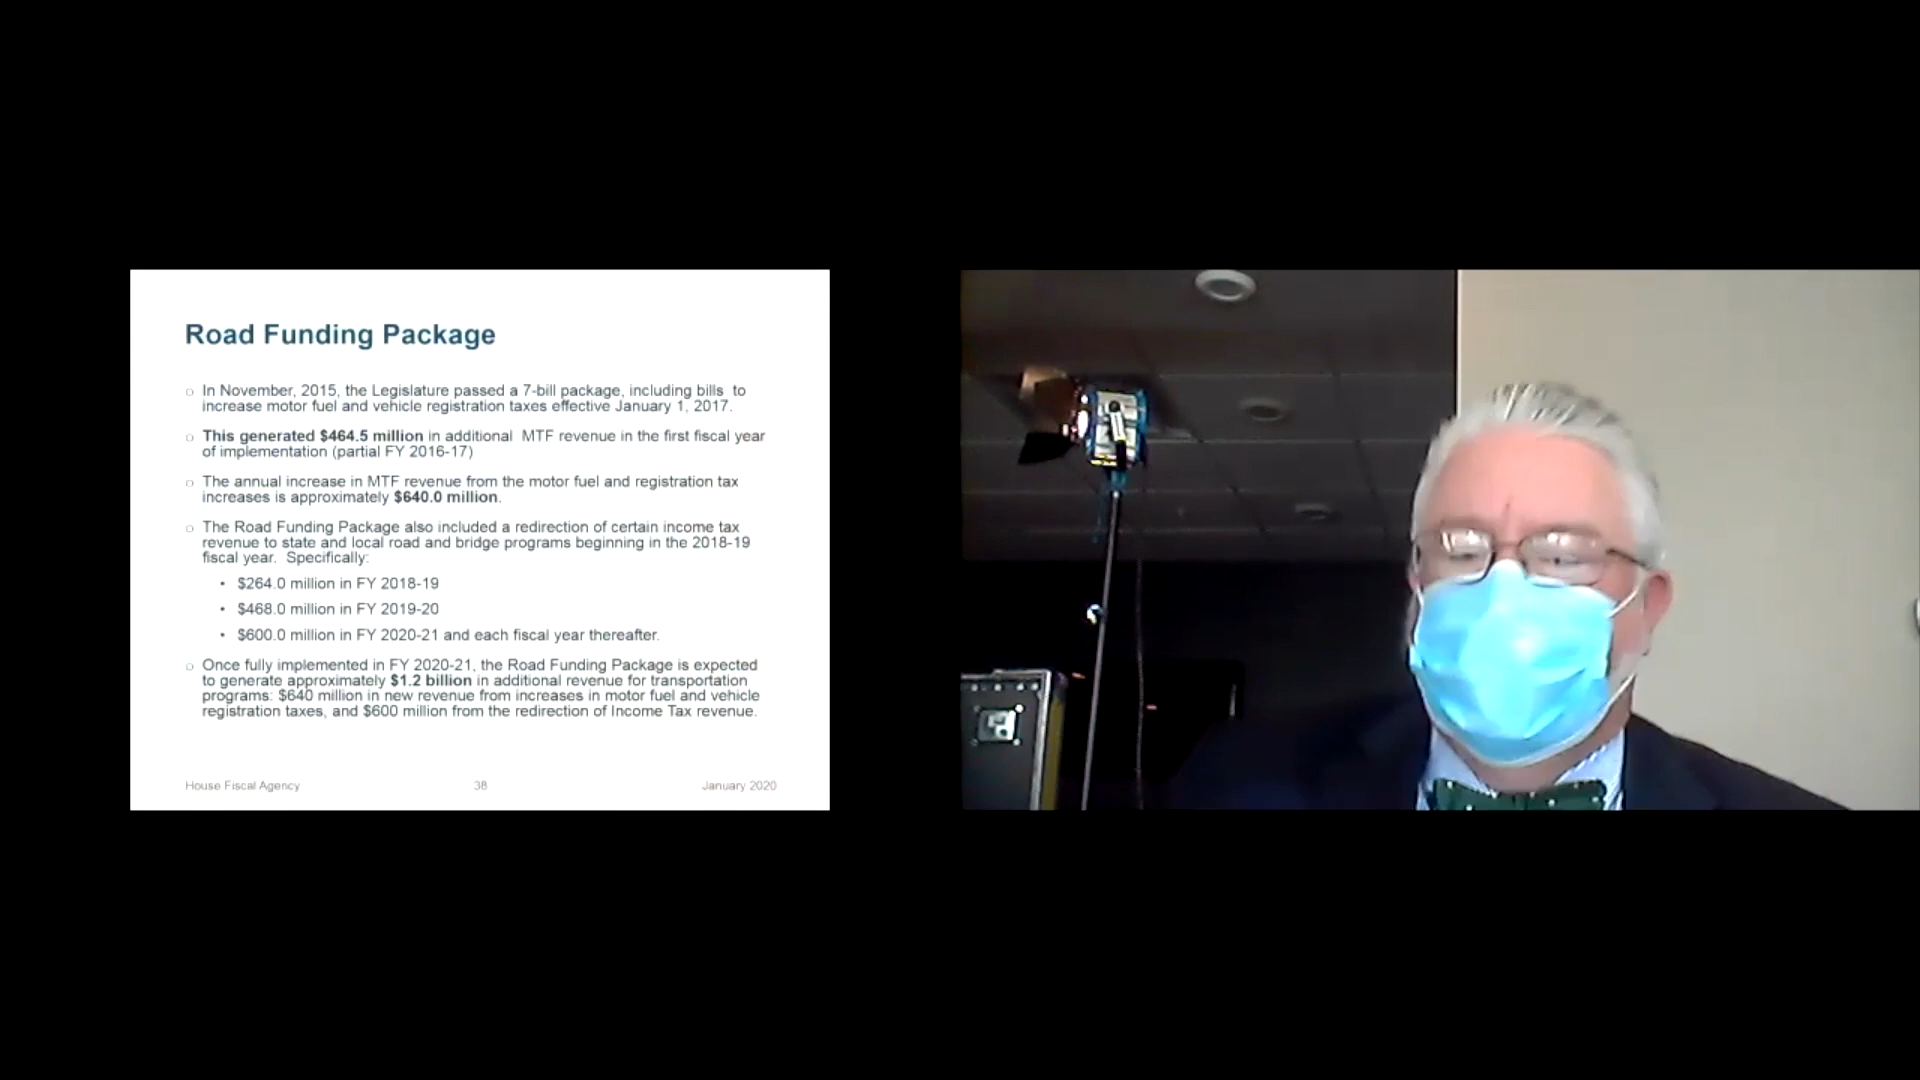 Road Funding Package
In November, 2015, the Legislature passed a 7-bill package, including bills to
increase motor fuel and vehicle registration taxes effective January 1, 2017.
This generated $464.5 million in additional MTF revenue in the first fiscal year
of implementation (partial FY 2016-17)
The annual increase in MTF revenue from the motor fuel and registration tax
increases is approximately $640.0 million.
The Road Funding Package also included a redirection of certain income tax
revenue to state and local road and bridge programs beginning in the 2018-19
fiscal year. Specifically:
• $264.0 million in FY 2018-19
• $468.0 million in FY 2019-20
• $600.0 million in FY 2020-21 and each fiscal year thereafter.
Once fully implemented in FY 2020-21, the Road Funding Package is expected
to generate approximately $1.2 billion in additional revenue for transportation
programs: $640 million in new revenue from increases in motor fuel and vehicle
registration taxes, and $600 million from the redirection of Income Tax revenue.
House Fiscal Agency 38 January 2020